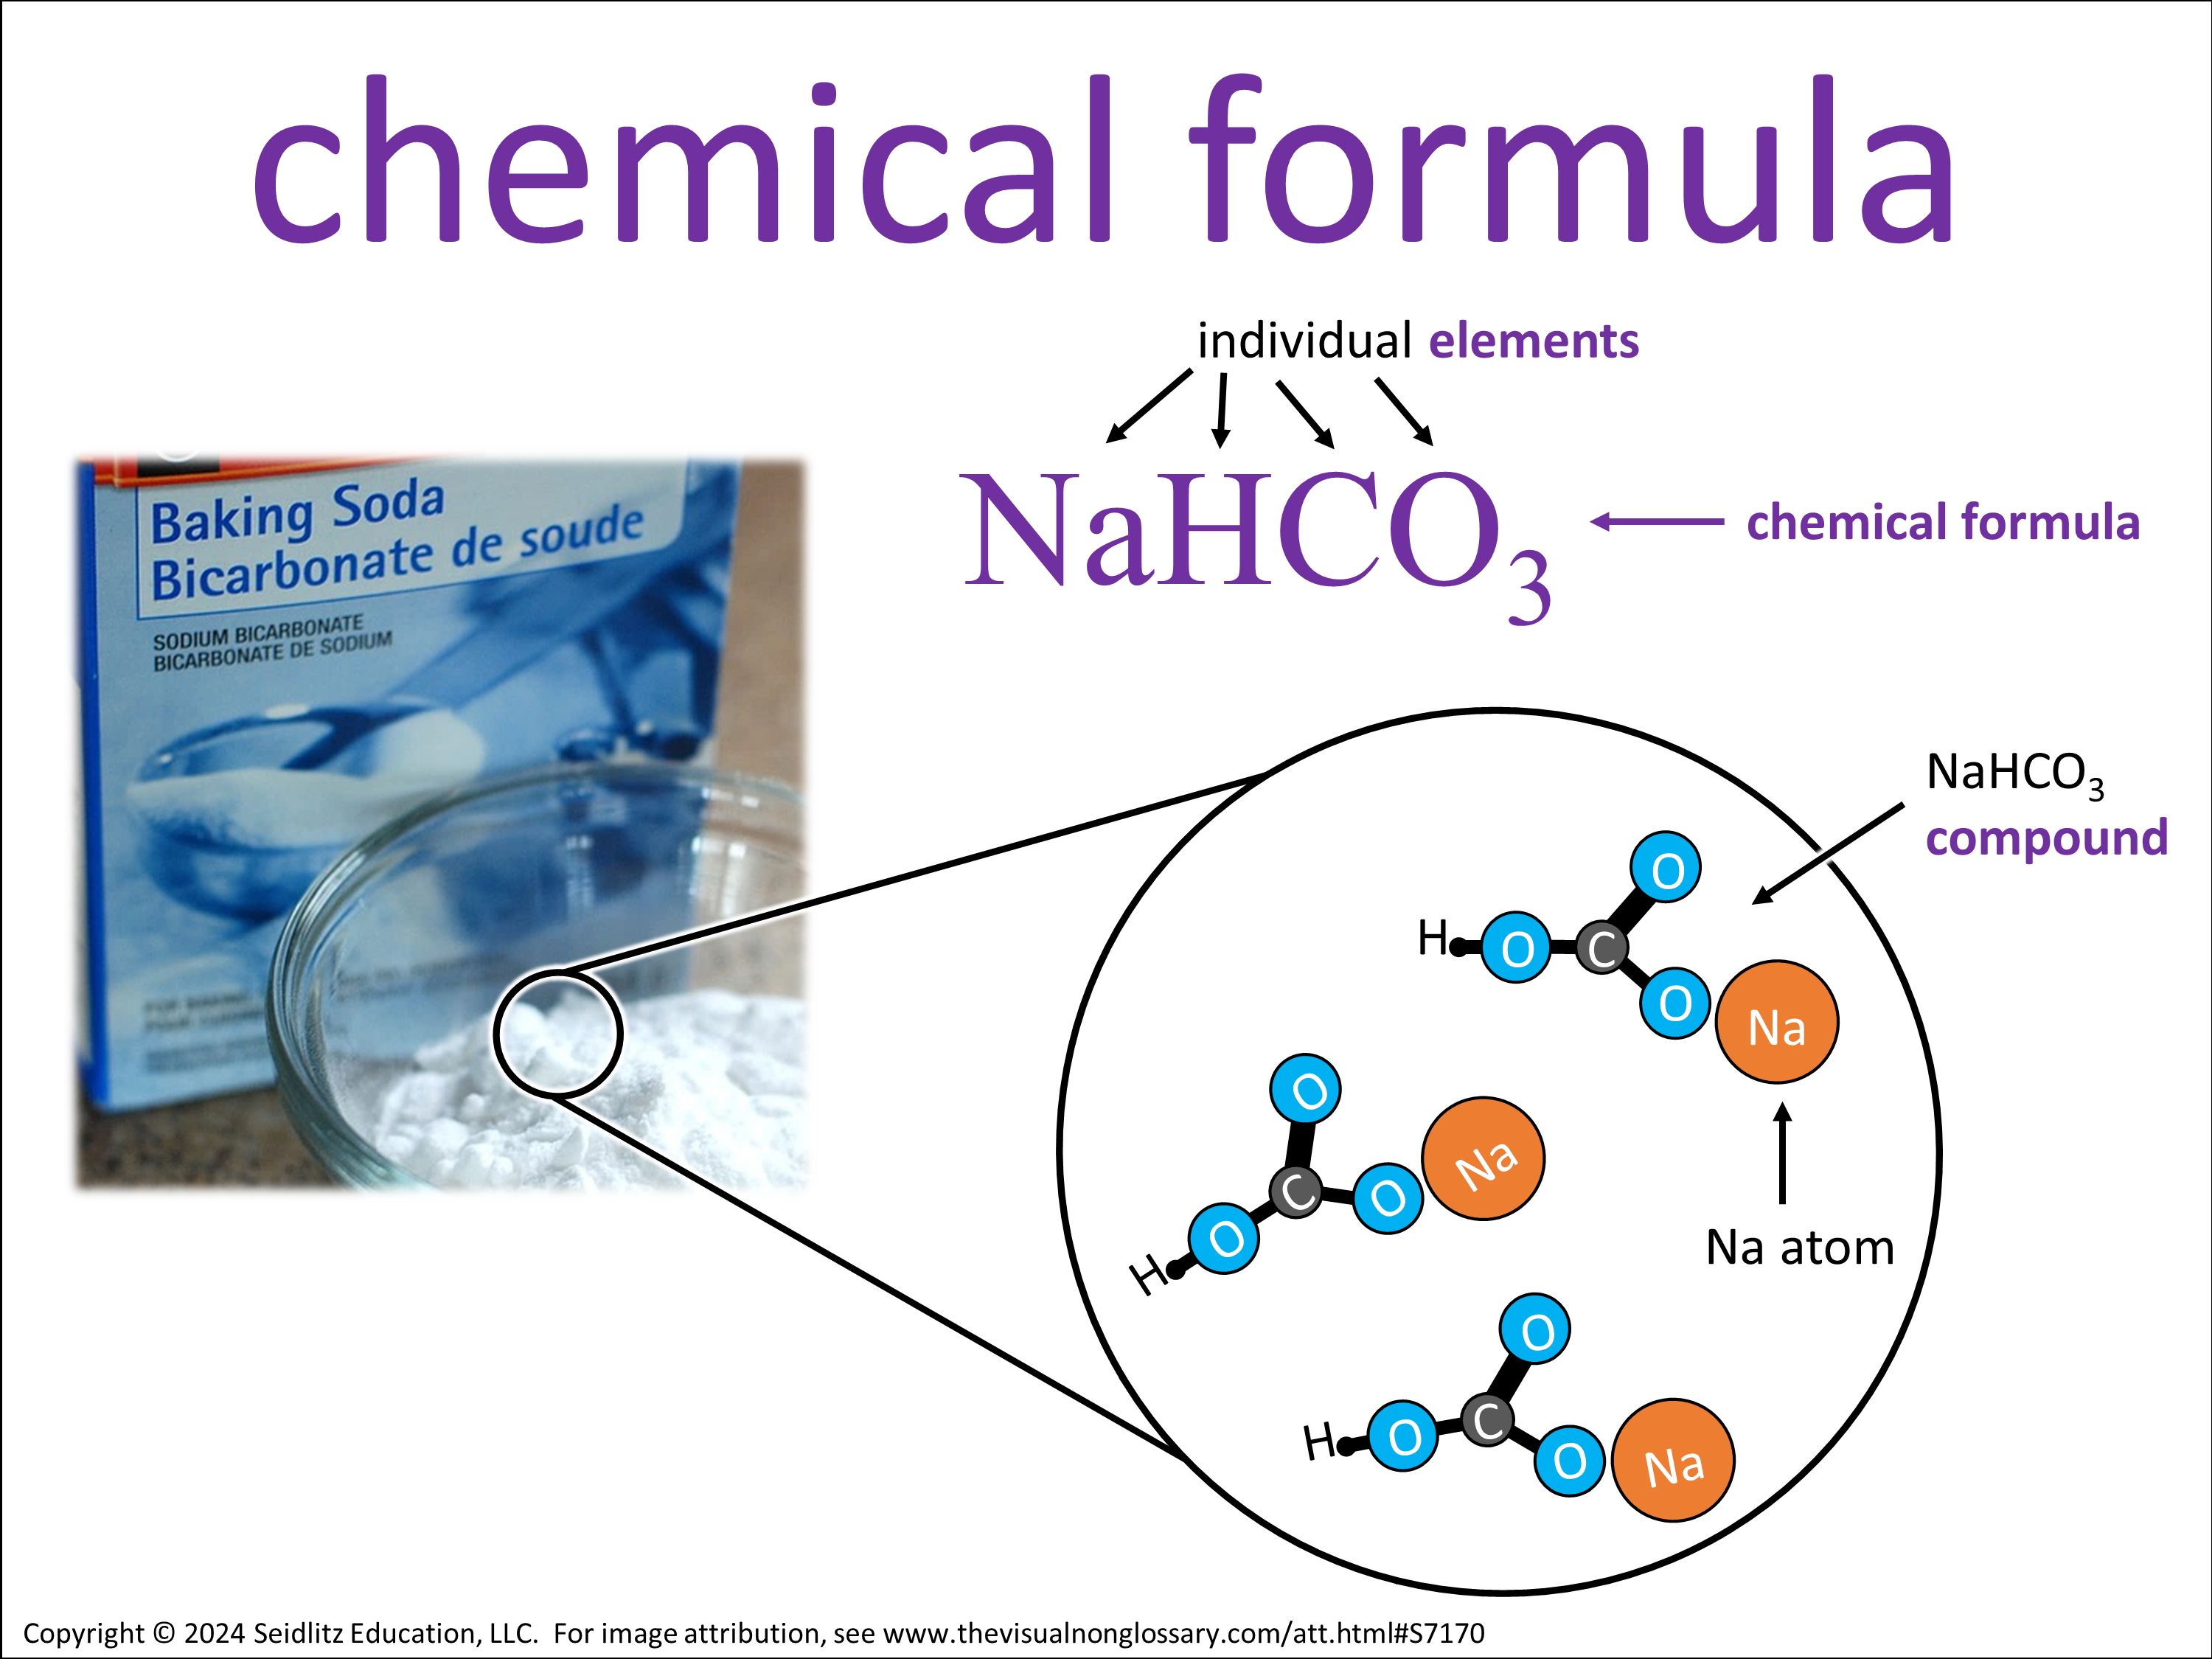 chemical formula
individual elements
NaHCO₃
chemical formula
Baking Soda
Bicarbonate de soude
SODIUM BICARBONATE
BICARBONATE DE SODIUM
NaHCO₃
compound
O
H O C
O Na
Na atom
O
C O Na
O
H
O
H O C
O Na
Copyright © 2024 Seidlitz Education, LLC. For image attribution, see www.thevisualnonglossary.com/att.html#S7170